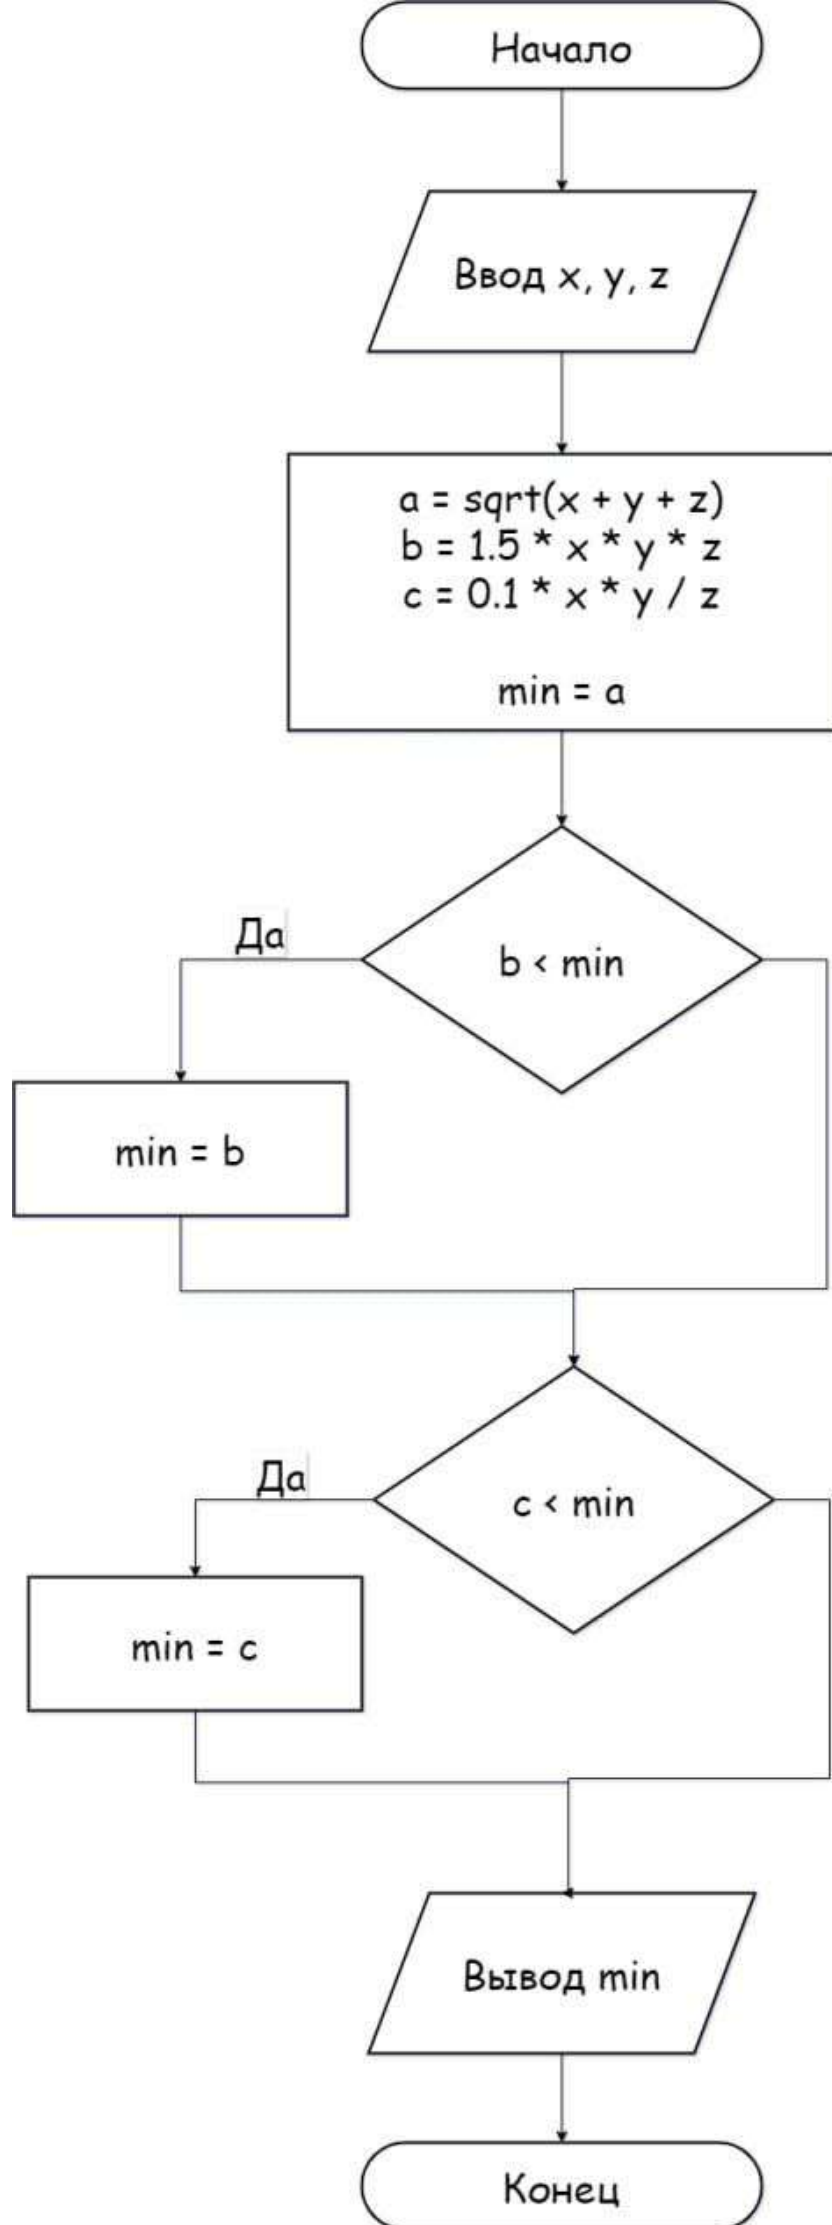 Начало
Ввод x, y, z
a = sqrt(x + y + z)
b = 1.5 * x * y * z
c = 0.1 * x * y / z
min = a
Да
b < min
min = b
Да
c < min
min = c
Вывод min
Конец